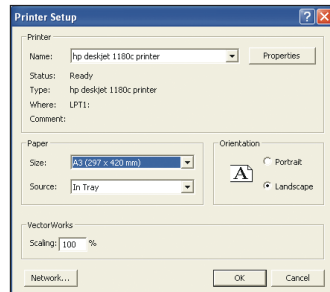 Printer Setup
Printer
Name: hp deskjet 1180c printer Properties
Status: Ready
Type: hp deskjet 1180c printer
Where: LPT1:
Comment:
Paper
Size: A3 (297 x 420 mm)
Source: In Tray
Orientation
A
Portrait
Landscape
VectorWorks
Scaling: 100 %
Network... OK Cancel